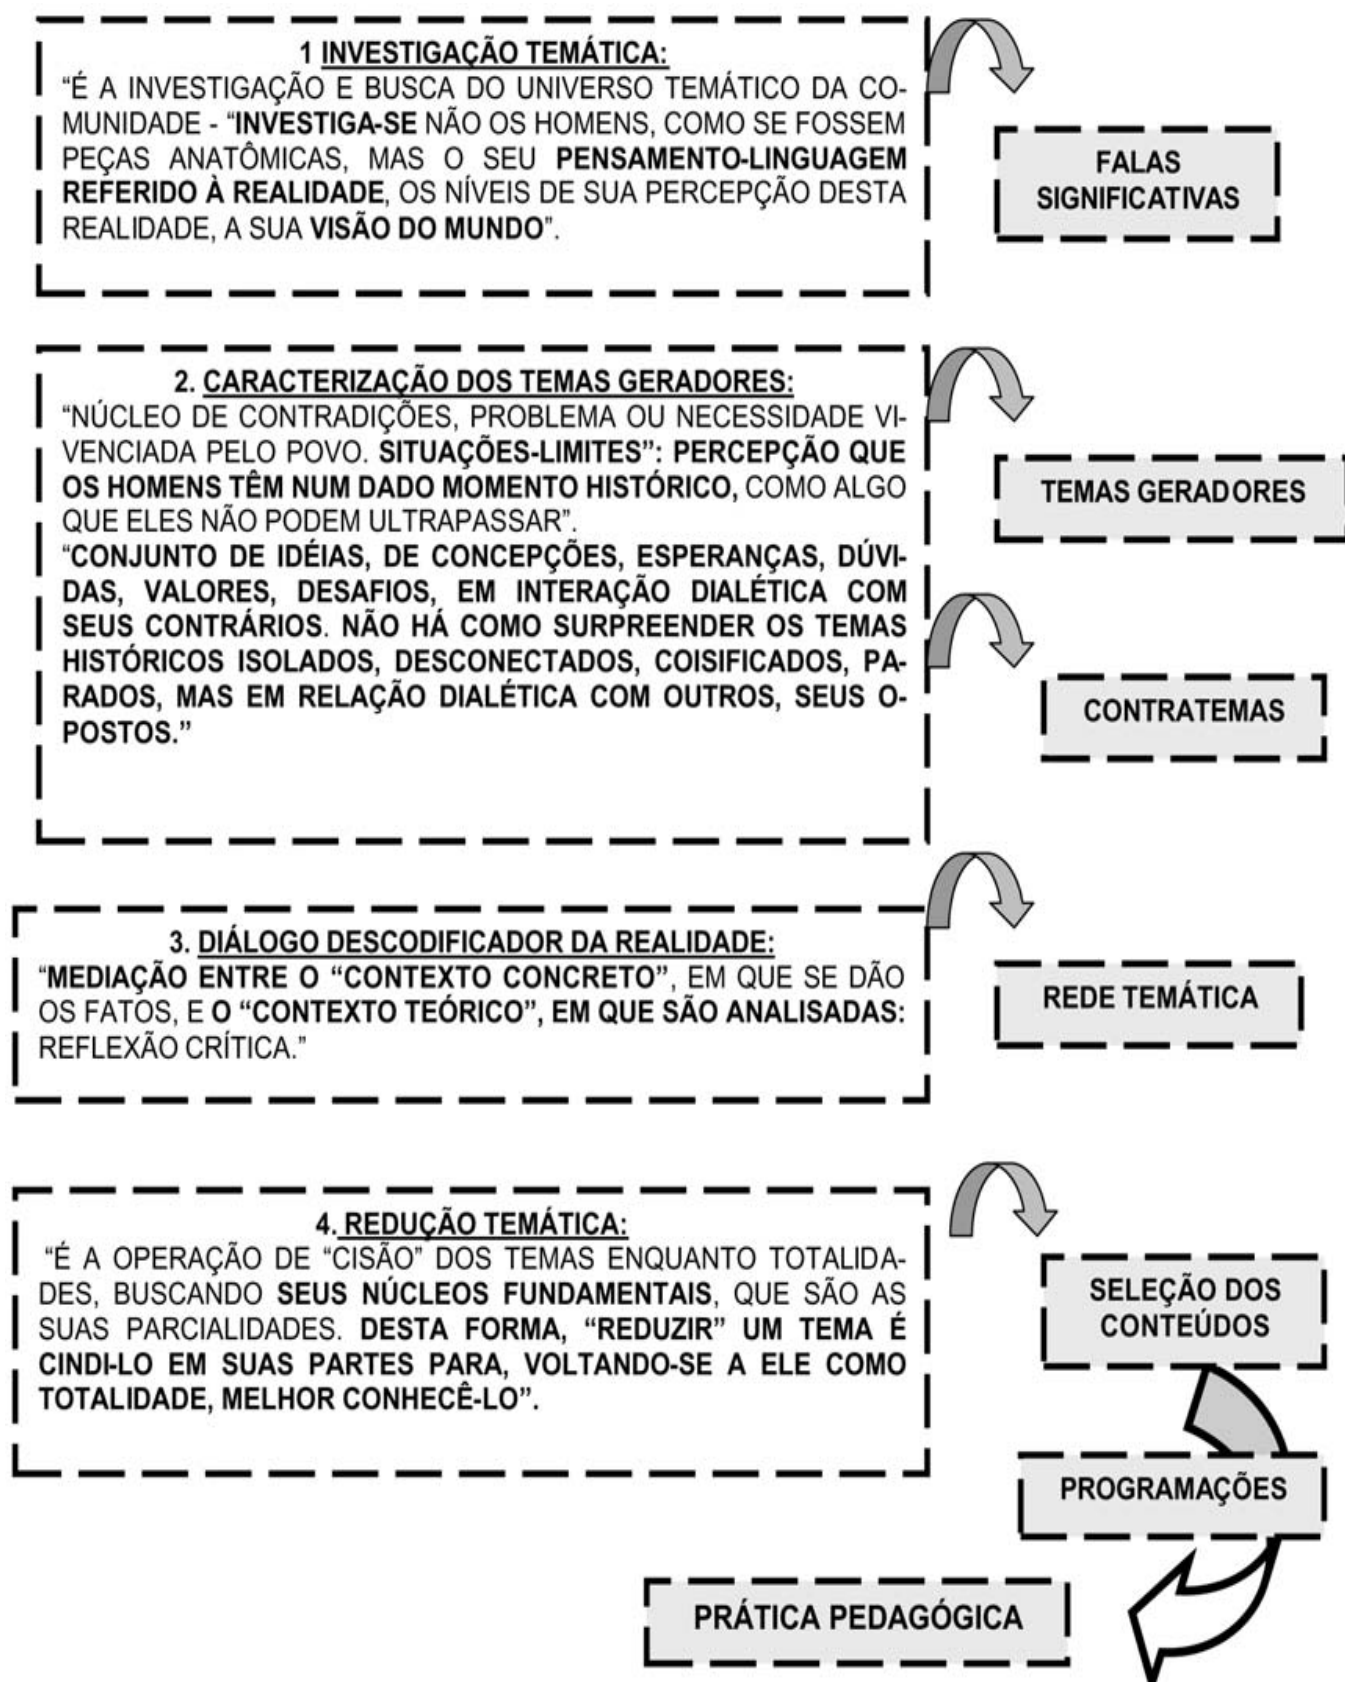 1 INVESTIGAÇÃO TEMÁTICA:
“É A INVESTIGAÇÃO E BUSCA DO UNIVERSO TEMÁTICO DA CO-
MUNIDADE - “INVESTIGA-SE NÃO OS HOMENS, COMO SE FOSSEM
PEÇAS ANATÔMICAS, MAS O SEU PENSAMENTO-LINGUAGEM
REFERIDO À REALIDADE, OS NÍVEIS DE SUA PERCEPÇÃO DESTA
REALIDADE, A SUA VISÃO DO MUNDO”.
FALAS
SIGNIFICATIVAS
2. CARACTERIZAÇÃO DOS TEMAS GERADORES:
“NÚCLEO DE CONTRADIÇÕES, PROBLEMA OU NECESSIDADE VI-
VENCIADA PELO POVO. SITUAÇÕES-LIMITES”: PERCEPÇÃO QUE
OS HOMENS TÊM NUM DADO MOMENTO HISTÓRICO, COMO ALGO
QUE ELES NÃO PODEM ULTRAPASSAR”.
“CONJUNTO DE IDÉIAS, DE CONCEPÇÕES, ESPERANÇAS, DÚVI-
DAS, VALORES, DESAFIOS, EM INTERAÇÃO DIALÉTICA COM
SEUS CONTRÁRIOS. NÃO HÁ COMO SURPREENDER OS TEMAS
HISTÓRICOS ISOLADOS, DESCONECTADOS, COISIFICADOS, PA-
RADOS, MAS EM RELAÇÃO DIALÉTICA COM OUTROS, SEUS O-
POSTOS.”
TEMAS GERADORES
CONTRATEMAS
3. DIÁLOGO DESCODIFICADOR DA REALIDADE:
“MEDIAÇÃO ENTRE O “CONTEXTO CONCRETO”, EM QUE SE DÃO
OS FATOS, E O “CONTEXTO TEÓRICO”, EM QUE SÃO ANALISADAS:
REFLEXÃO CRÍTICA.”
REDE TEMÁTICA
4. REDUÇÃO TEMÁTICA:
“É A OPERAÇÃO DE “CISÃO” DOS TEMAS ENQUANTO TOTALIDA-
DES, BUSCANDO SEUS NÚCLEOS FUNDAMENTAIS, QUE SÃO AS
SUAS PARCIALIDADES. DESTA FORMA, “REDUZIR” UM TEMA É
CINDI-LO EM SUAS PARTES PARA, VOLTANDO-SE A ELE COMO
TOTALIDADE, MELHOR CONHECÊ-LO”.
SELEÇÃO DOS
CONTEÚDOS
PROGRAMAÇÕES
PRÁTICA PEDAGÓGICA